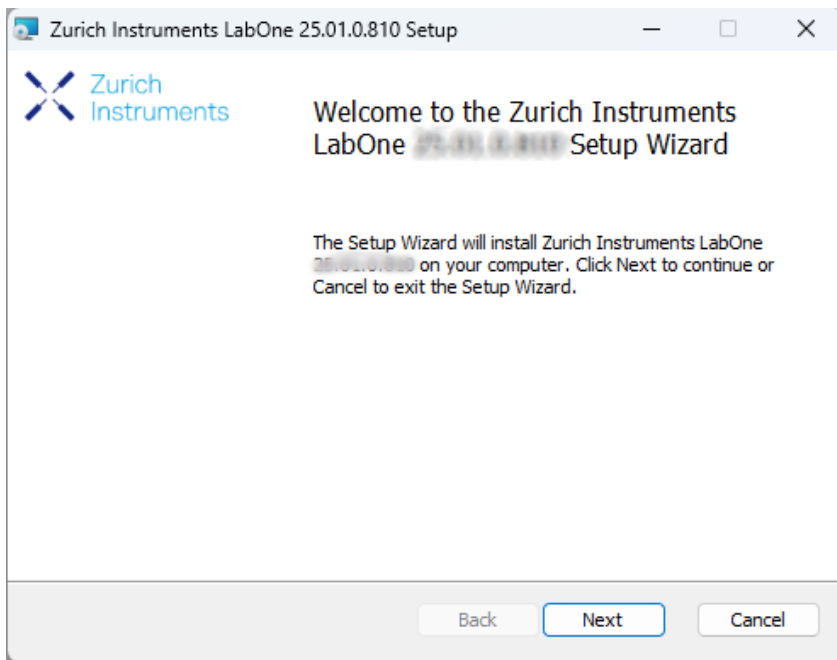 Zurich Instruments LabOne 25.01.0.810 Setup
Zurich
Instruments
Welcome to the Zurich Instruments
LabOne Setup Wizard
The Setup Wizard will install Zurich Instruments LabOne
on your computer. Click Next to continue or
Cancel to exit the Setup Wizard.
Back Next Cancel